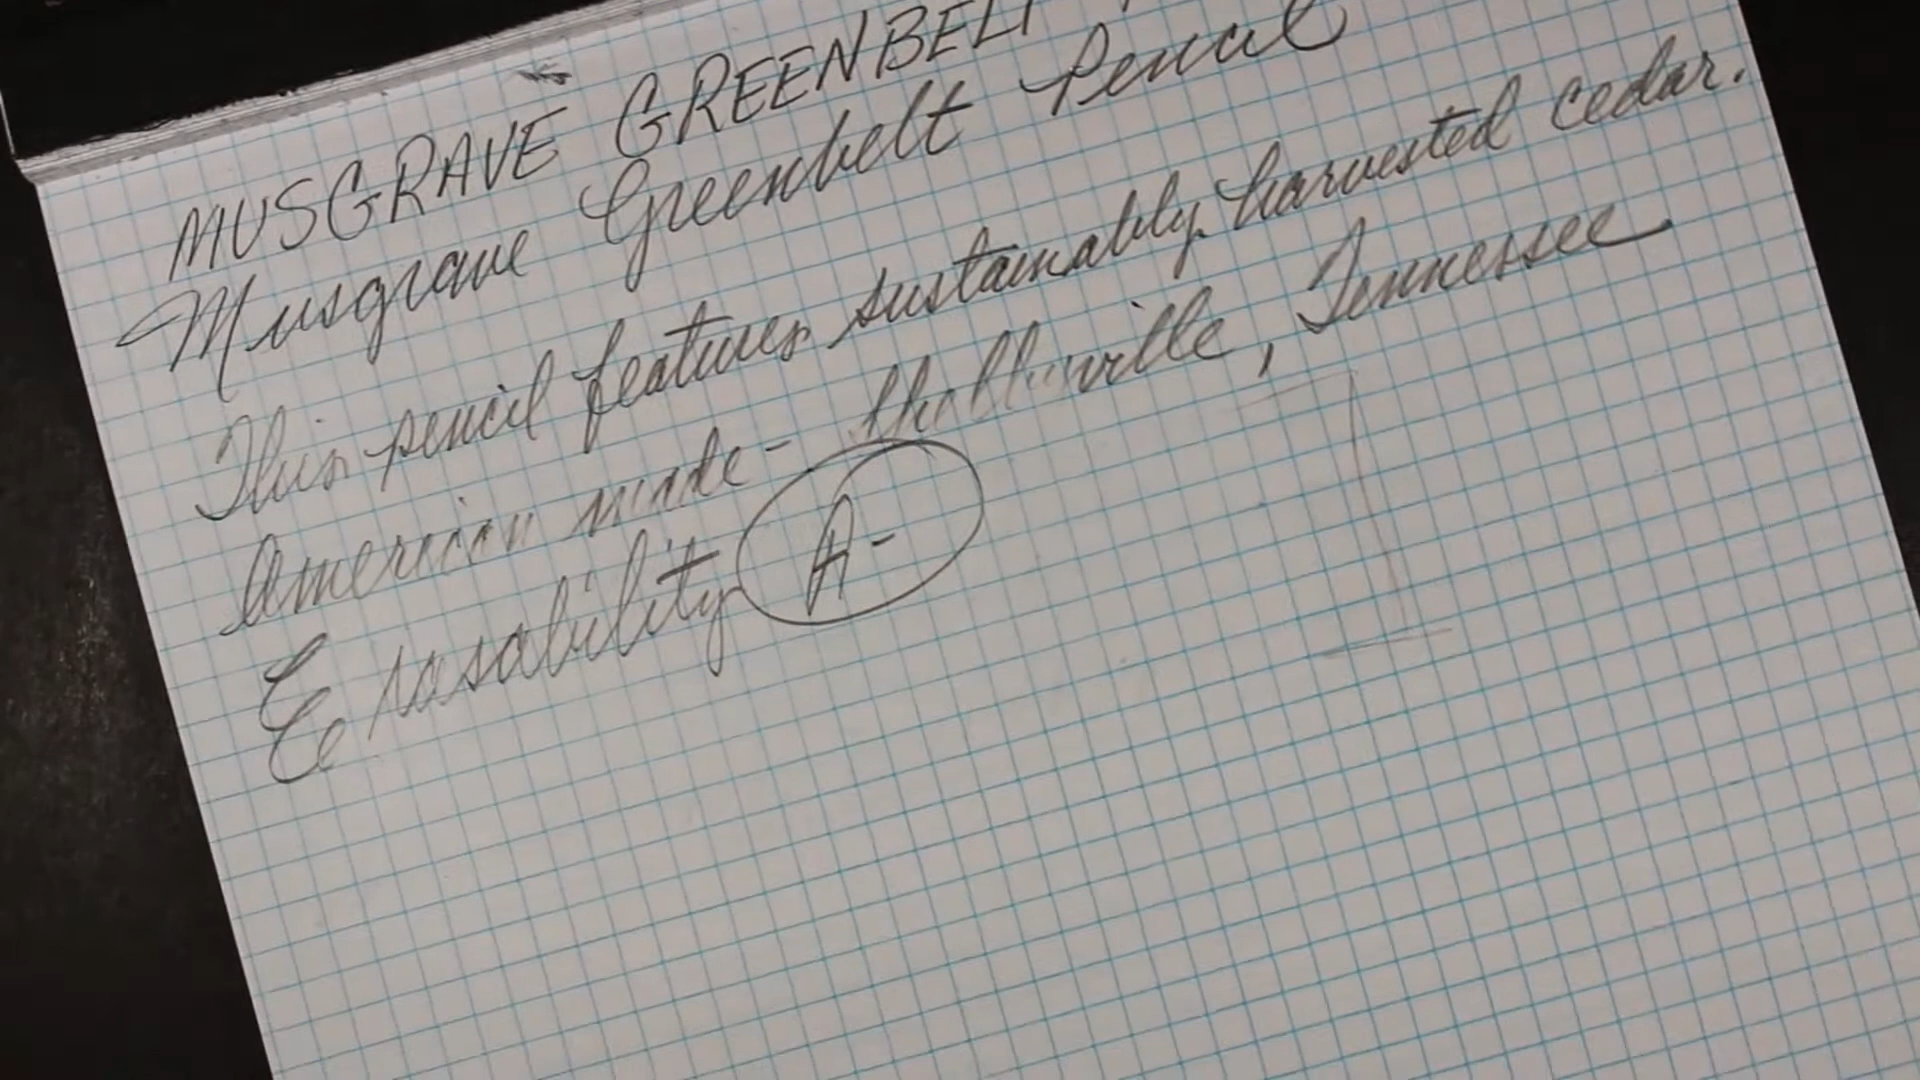 MUSGRAVE GREENBELT
Musgrave Greenbelt Pencil
This pencil features sustainably harvested cedar.
American made - Shelbyville, Tennessee
Erasability A-